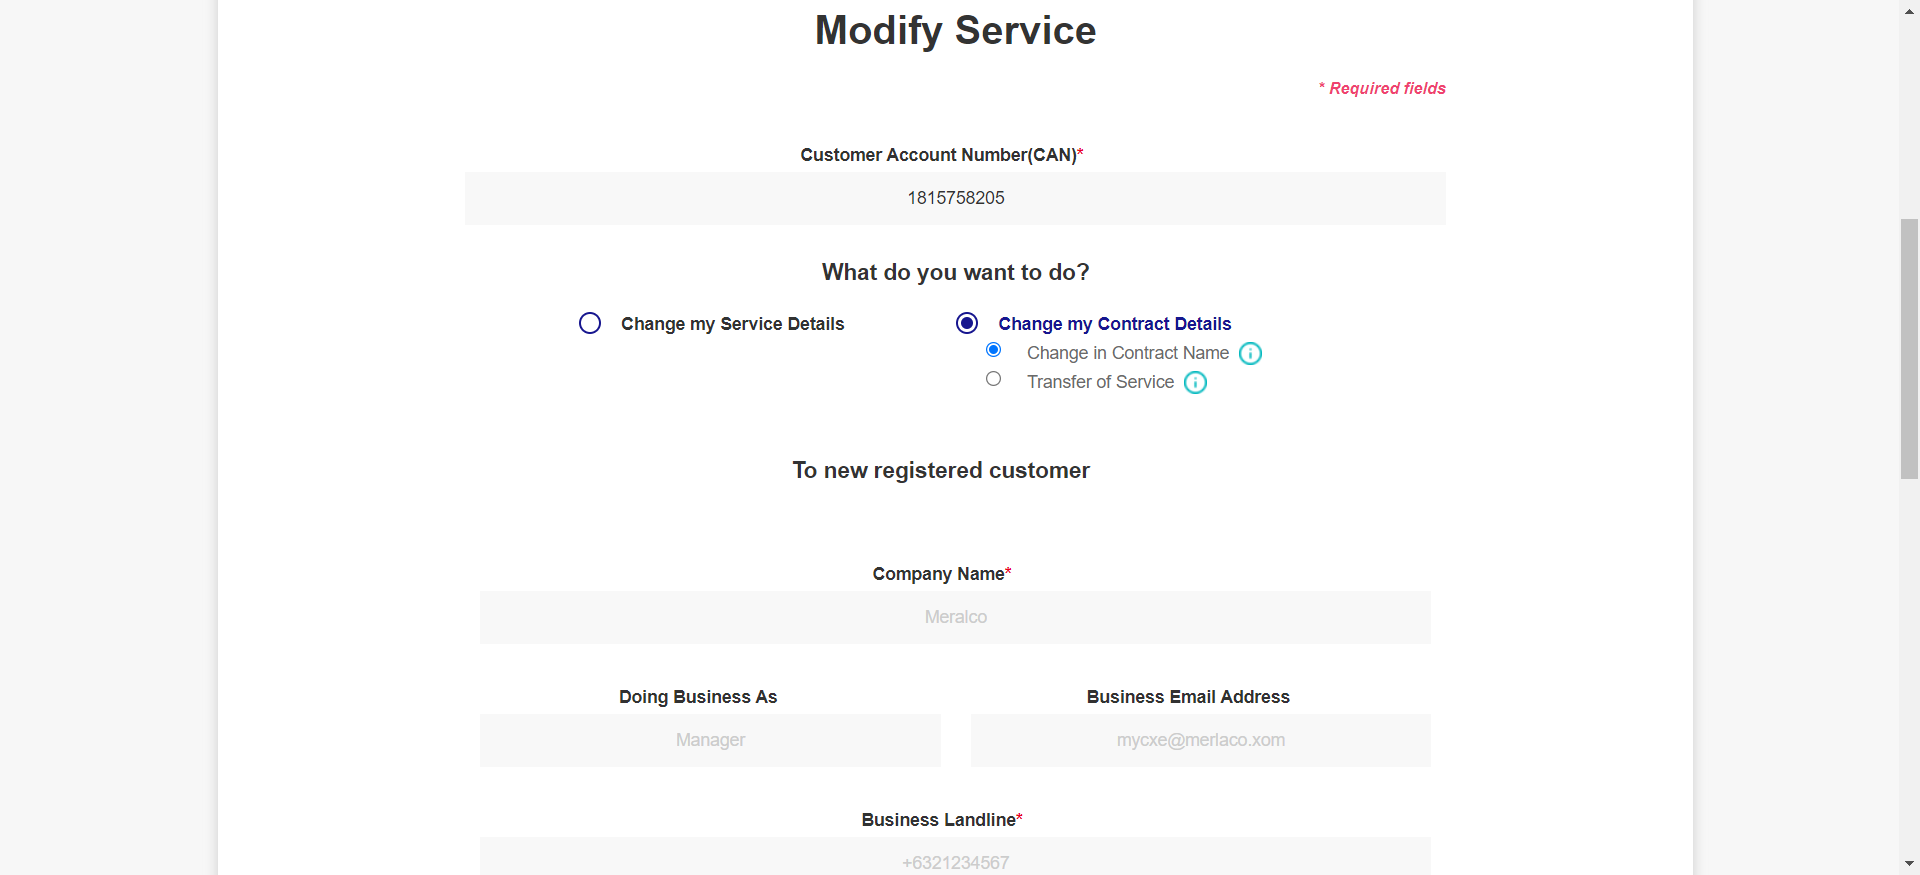 Modify Service
* Required fields
Customer Account Number(CAN)*
1815758205
What do you want to do?
Change my Service Details
Change my Contract Details
Change in Contract Name
Transfer of Service
To new registered customer
Company Name*
Meralco
Doing Business As
Business Email Address
Manager
mycxe@merlaco.xom
Business Landline*
+6321234567